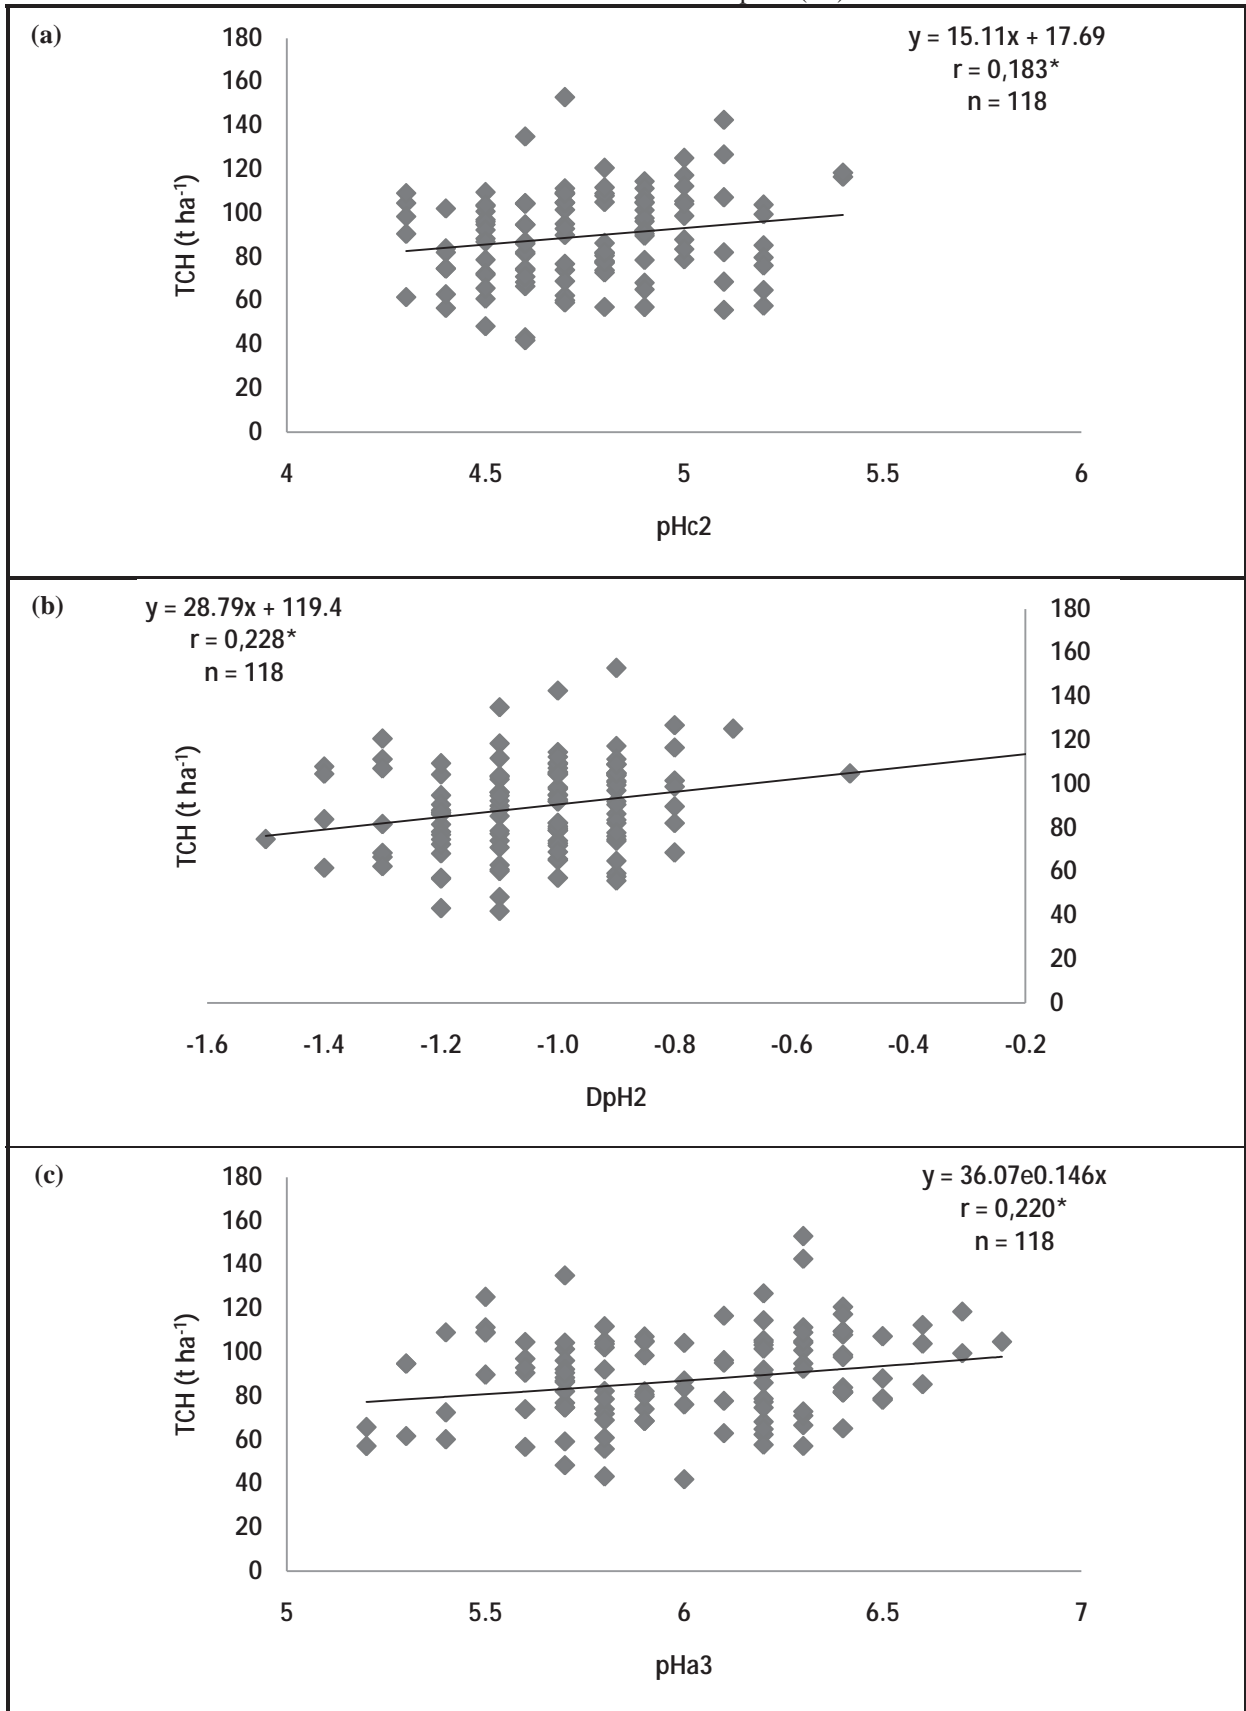 (a)
y = 15.11x + 17.69
r = 0,183*
n = 118
TCH (t ha-1)
180
160
140
120
100
80
60
40
20
0
4 4.5 5 5.5 6
pHc2
(b)
y = 28.79x + 119.4
r = 0,228*
n = 118
TCH (t ha-1)
180
160
140
120
100
80
60
40
20
0
-1.6 -1.4 -1.2 -1.0 -0.8 -0.6 -0.4 -0.2
DpH2
(c)
y = 36.07e0.146x
r = 0,220*
n = 118
TCH (t ha-1)
180
160
140
120
100
80
60
40
20
0
5 5.5 6 6.5 7
pHa3